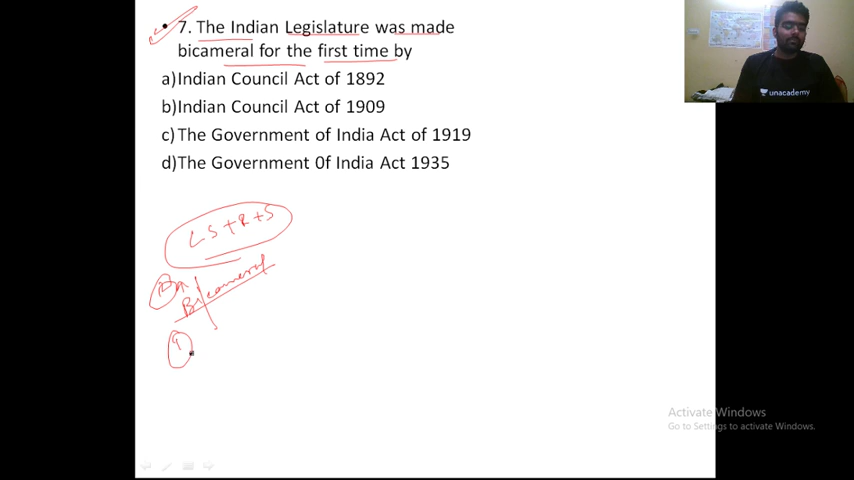 • 7. The Indian Legislature was made
bicameral for the first time by
a)Indian Council Act of 1892
b)Indian Council Act of 1909
c) The Government of India Act of 1919
d)The Government 0f India Act 1935
LS+R+S
Bicameral
unacademy
Activate Windows
Go to Settings to activate Windows.